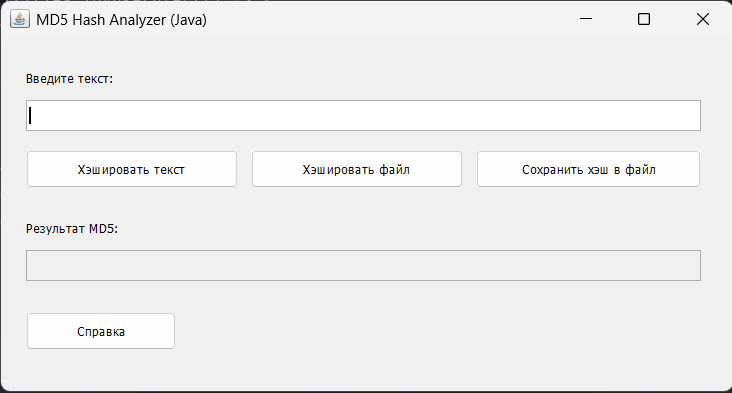 MD5 Hash Analyzer (Java)
Введите текст:
Хэшировать текст Хэшировать файл Сохранить хэш в файл
Результат MD5:
Справка